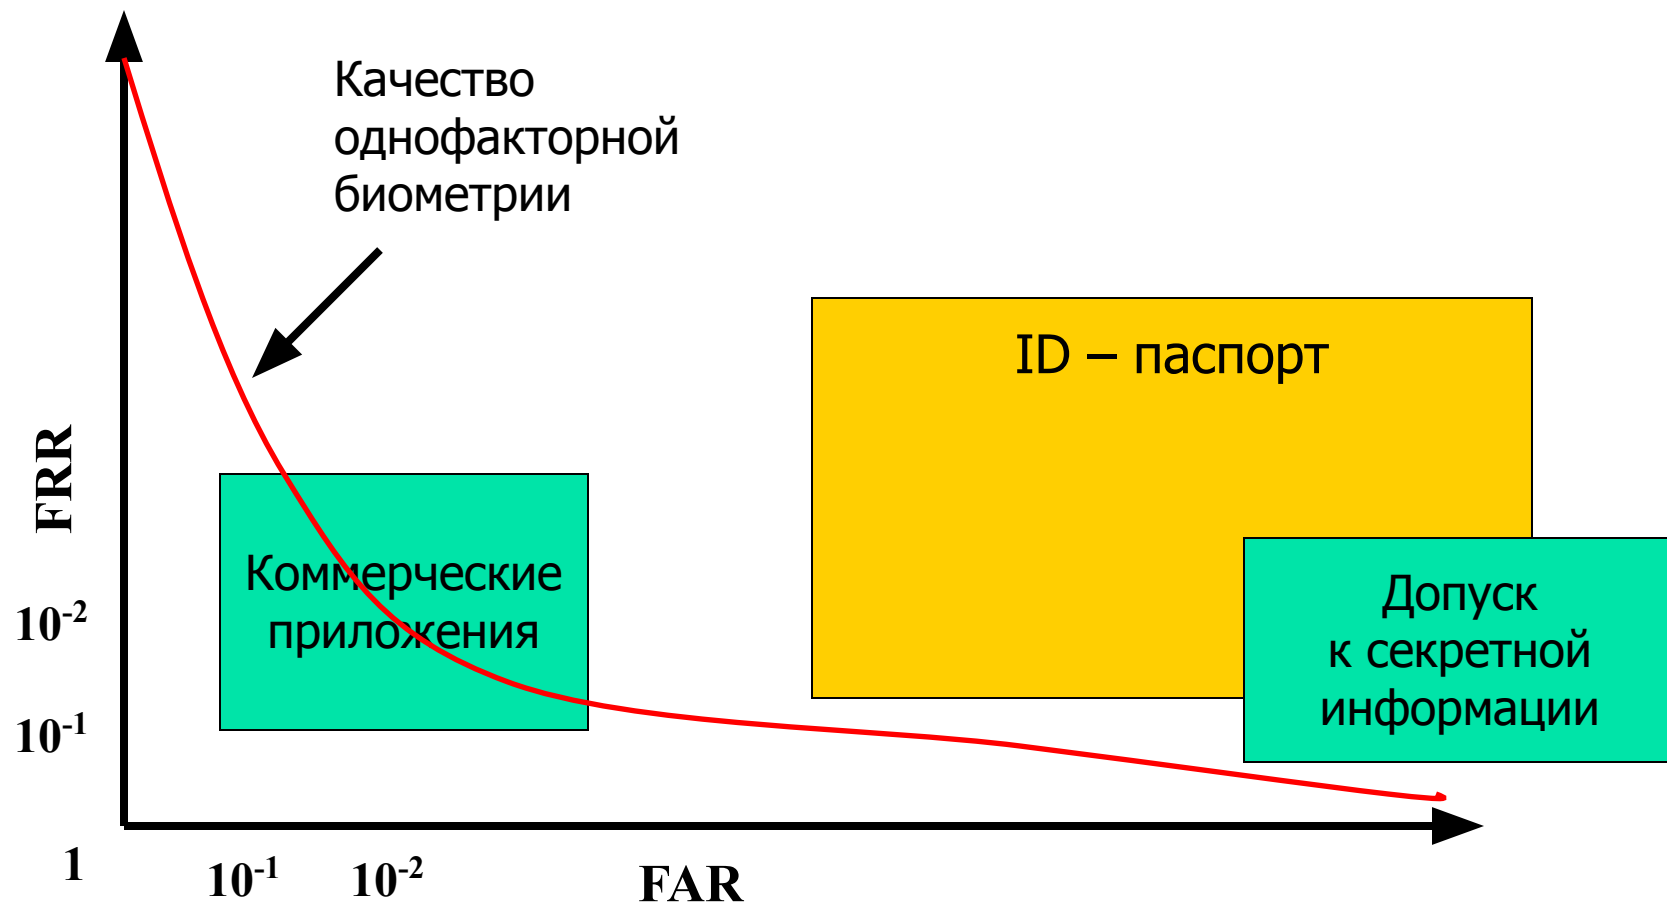 Качество
однофакторной
биометрии
ID – паспорт
FRR
Коммерческие
приложения
Допуск
к секретной
информации
10⁻²
10⁻¹
1
10⁻¹
10⁻²
FAR